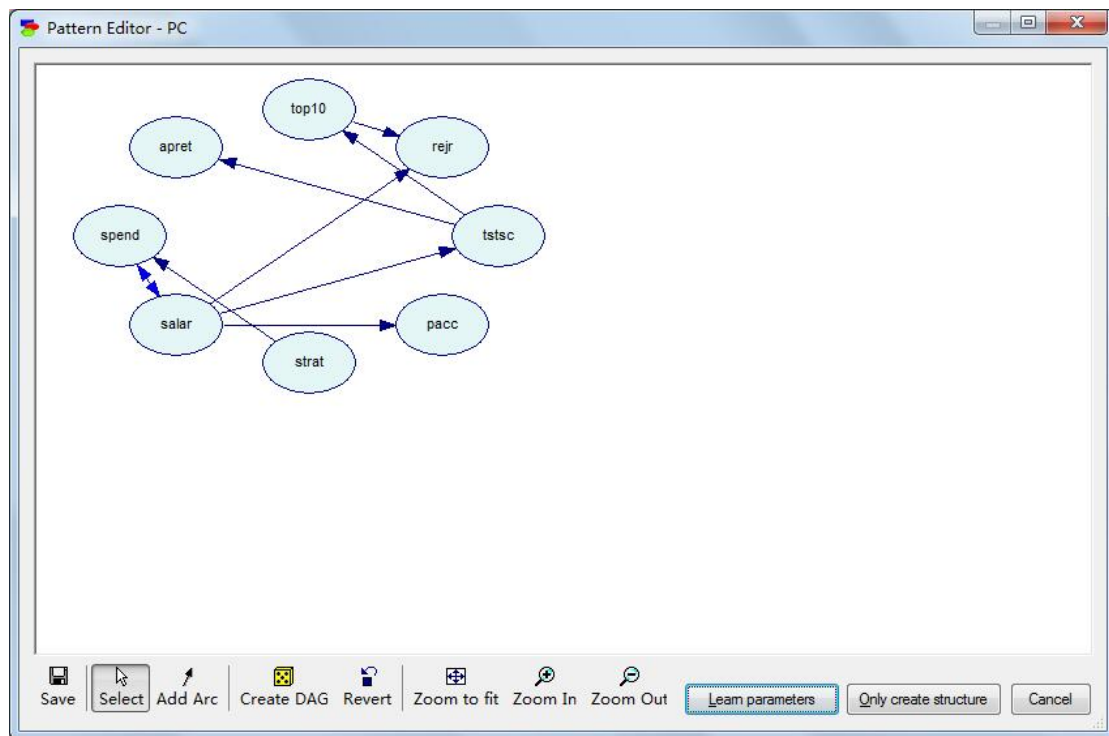 Pattern Editor - PC
top10
apret
rejr
spend
tstsc
salar
pacc
strat
Save
Select
Add Arc
Create DAG
Revert
Zoom to fit
Zoom In
Zoom Out
Learn parameters
Only create structure
Cancel